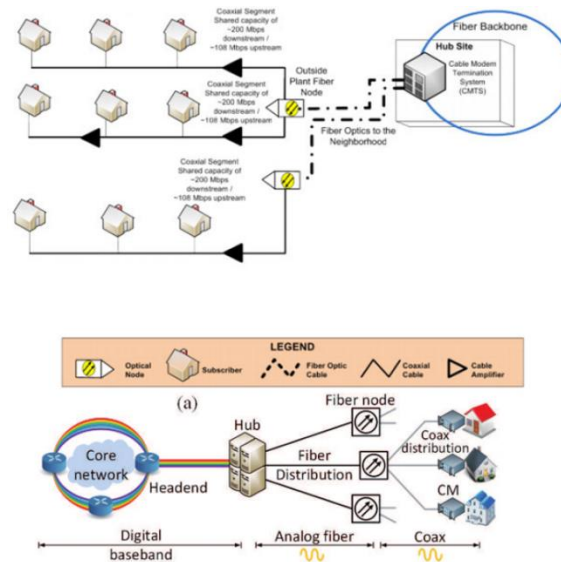 Coaxial Segment
Shared capacity of
~200 Mbps
downstream /
~108 Mbps upstream
Coaxial Segment
Shared capacity of
~200 Mbps
downstream /
~108 Mbps upstream
Outside
Plant Fiber
Node
Fiber Backbone
Hub Site
Cable Modem
Termination
System
(CMTS)
Fiber Optics to the
Neighborhood
Coaxial Segment
Shared capacity of
~200 Mbps
downstream /
~108 Mbps upstream
LEGEND
Optical
Node
Subscriber
Fiber Optic
Cable
Coaxial
Cable
Cable
Amplifier
(a)
Fiber node
Hub
Core
network
Headend
Fiber
Distribution
Coax
distribution
CM
Digital
baseband
Analog fiber
Coax